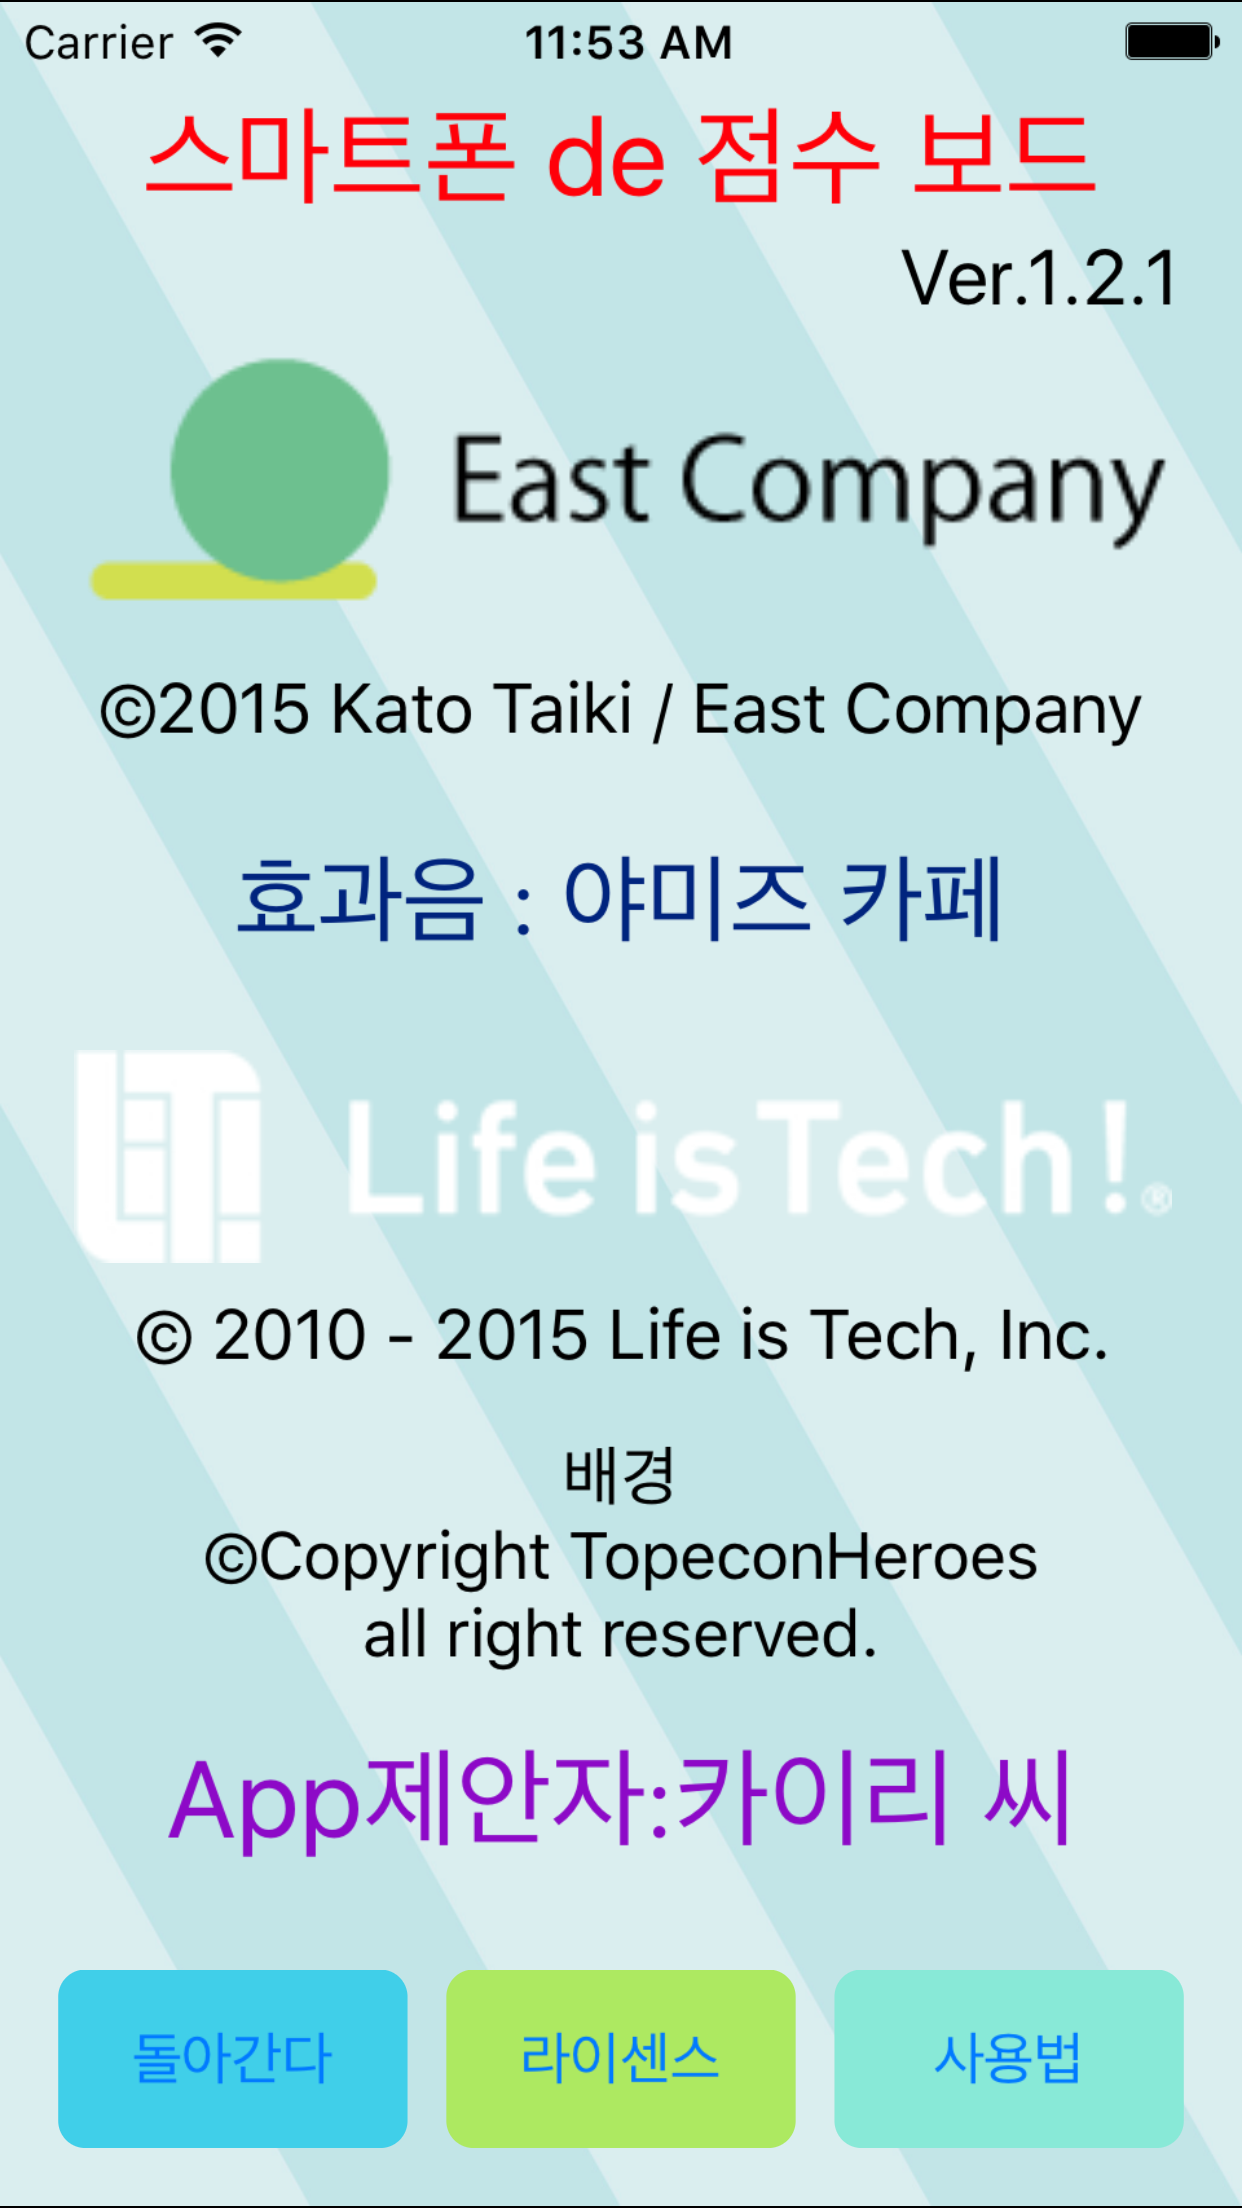 Carrier 11:53 AM
스마트폰 de 점수 보드
Ver.1.2.1
East Company
©2015 Kato Taiki / East Company
효과음 : 야미즈 카페
LIT! Life is Tech!®
© 2010 - 2015 Life is Tech, Inc.
배경
©Copyright TopeconHeroes
all right reserved.
App제안자:카이리 씨
돌아간다 라이센스 사용법